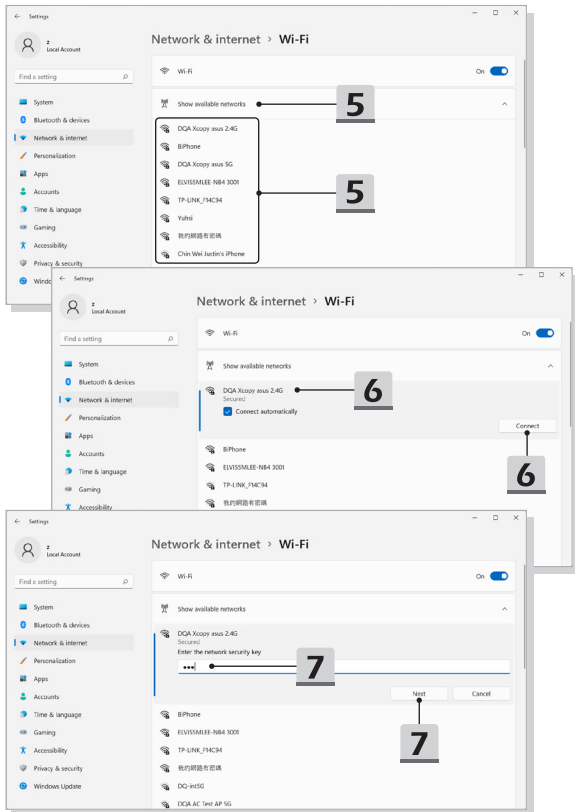 ← Settings
z
Local Account
Find a setting
System
Bluetooth & devices
Network & internet
Personalization
Apps
Accounts
Time & language
Gaming
Accessibility
Privacy & security
Network & internet > Wi-Fi
Wi-Fi
On
Show available networks
5
DQA Xcopy asus 2.4G
BiPhone
DQA Xcopy asus 5G
ELVISSMLEE-NB4 3001
5
TP-LINK_F14C94
Yuhsi
我的網路有密碼
Chin Wei Justin's iPhone
← Settings
z
Local Account
Find a setting
System
Bluetooth & devices
Network & internet
Personalization
Apps
Accounts
Time & language
Gaming
Accessibility
Network & internet > Wi-Fi
Wi-Fi
On
Show available networks
DQA Xcopy asus 2.4G
6
Secured
Connect automatically
Connect
6
BiPhone
ELVISSMLEE-NB4 3001
TP-LINK_F14C94
我的網路有密碼
← Settings
z
Local Account
Find a setting
System
Bluetooth & devices
Network & internet
Personalization
Apps
Accounts
Time & language
Gaming
Accessibility
Privacy & security
Windows Update
Network & internet > Wi-Fi
Wi-Fi
On
Show available networks
DQA Xcopy asus 2.4G
Secured
Enter the network security key
•••
7
Next
Cancel
7
BiPhone
ELVISSMLEE-NB4 3001
TP-LINK_F14C94
我的網路有密碼
DQ-int5G
DQA AC Test AP 5G